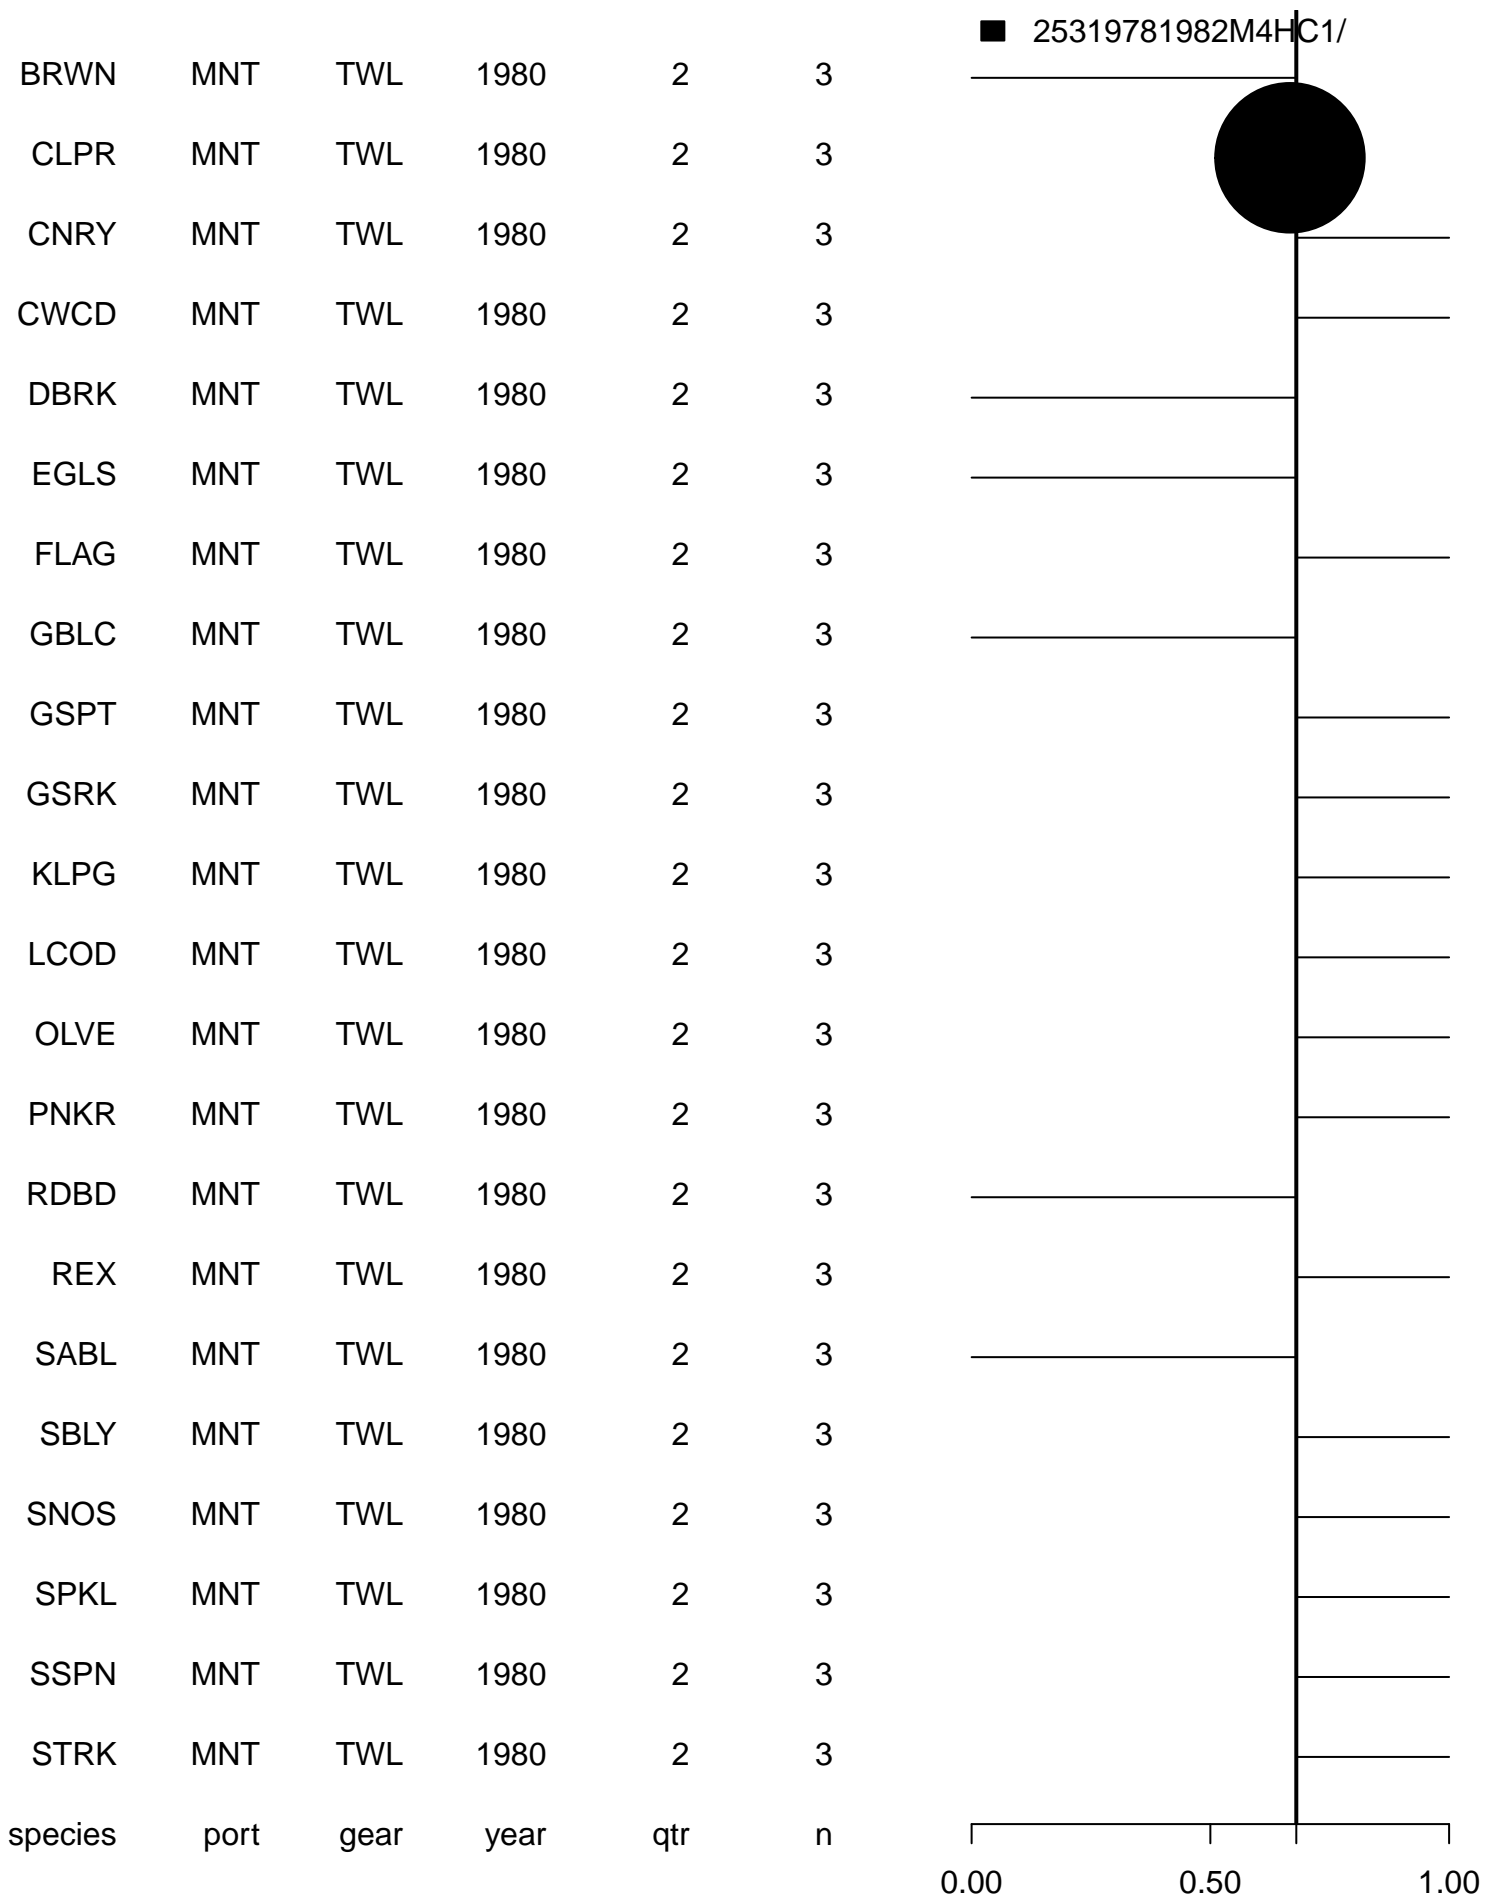 25319781982M4HC1/
BRWN MNT TWL 1980 2 3
CLPR MNT TWL 1980 2 3
CNRY MNT TWL 1980 2 3
CWCD MNT TWL 1980 2 3
DBRK MNT TWL 1980 2 3
EGLS MNT TWL 1980 2 3
FLAG MNT TWL 1980 2 3
GBLC MNT TWL 1980 2 3
GSPT MNT TWL 1980 2 3
GSRK MNT TWL 1980 2 3
KLPG MNT TWL 1980 2 3
LCOD MNT TWL 1980 2 3
OLVE MNT TWL 1980 2 3
PNKR MNT TWL 1980 2 3
RDBD MNT TWL 1980 2 3
REX MNT TWL 1980 2 3
SABL MNT TWL 1980 2 3
SBLY MNT TWL 1980 2 3
SNOS MNT TWL 1980 2 3
SPKL MNT TWL 1980 2 3
SSPN MNT TWL 1980 2 3
STRK MNT TWL 1980 2 3
species port gear year qtr n
0.00 0.50 1.00